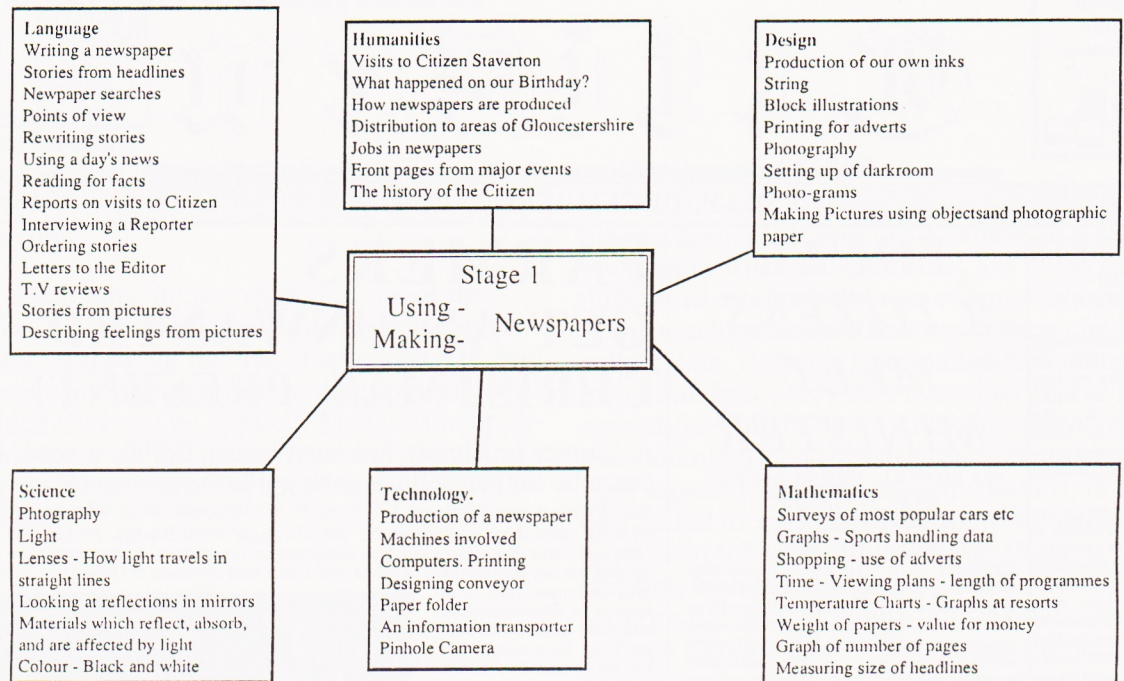 Language
Writing a newspaper
Stories from headlines
Newpaper searches
Points of view
Rewriting stories
Using a day's news
Reading for facts
Reports on visits to Citizen
Interviewing a Reporter
Ordering stories
Letters to the Editor
T.V reviews
Stories from pictures
Describing feelings from pictures
Humanities
Visits to Citizen Staverton
What happened on our Birthday?
How newspapers are produced
Distribution to areas of Gloucestershire
Jobs in newpapers
Front pages from major events
The history of the Citizen
Design
Production of our own inks
String
Block illustrations
Printing for adverts
Photography
Setting up of darkroom
Photo-grams
Making Pictures using objectsand photographic
paper
Stage 1
Using -
Making-
Newspapers
Science
Phtography
Light
Lenses - How light travels in
straight lines
Looking at reflections in mirrors
Materials which reflect, absorb,
and are affected by light
Colour - Black and white
Technology.
Production of a newspaper
Machines involved
Computers. Printing
Designing conveyor
Paper folder
An information transporter
Pinhole Camera
Mathematics
Surveys of most popular cars etc
Graphs - Sports handling data
Shopping - use of adverts
Time - Viewing plans - length of programmes
Temperature Charts - Graphs at resorts
Weight of papers - value for money
Graph of number of pages
Measuring size of headlines